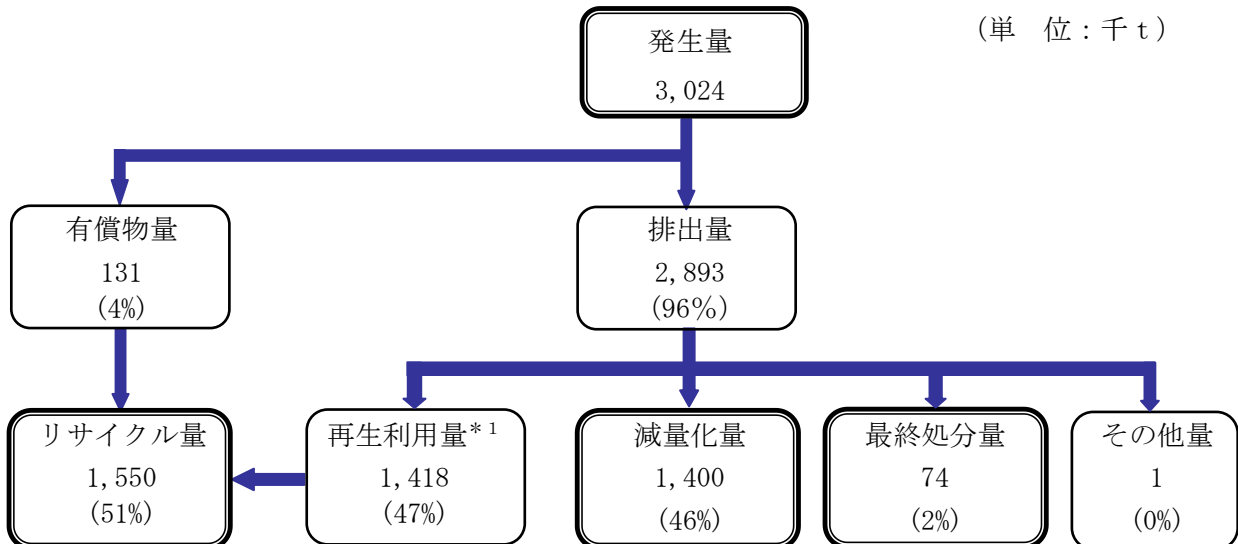 (単　位：千ｔ)
発生量
3,024
有償物量
131
(4%)
排出量
2,893
(96%)
リサイクル量
1,550
(51%)
再生利用量*1
1,418
(47%)
減量化量
1,400
(46%)
最終処分量
74
(2%)
その他量
1
(0%)